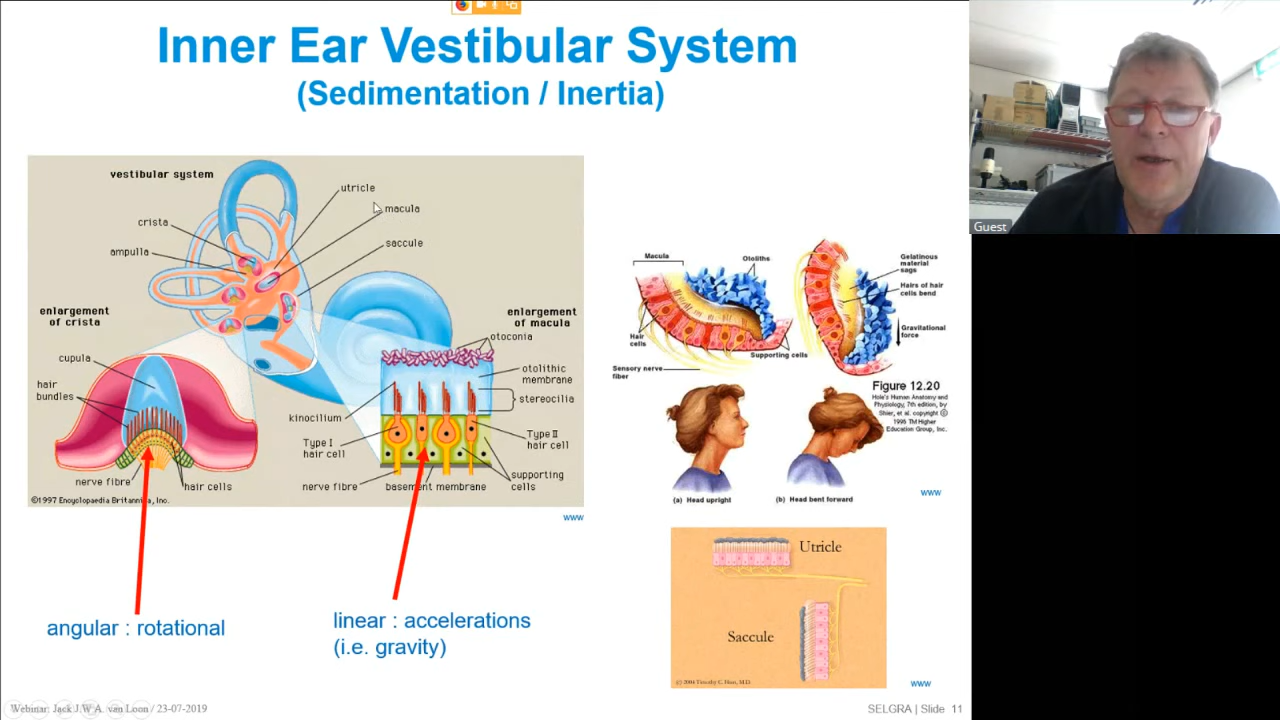 Inner Ear Vestibular System
(Sedimentation / Inertia)
vestibular system
utricle
macula
crista
saccule
ampulla
enlargement
of crista
enlargement
of macula
otoconia
cupula
otolithic
membrane
hair
bundles
stereocilia
kinocilium
Type I
hair cell
Type II
hair cell
supporting
cells
nerve fibre
hair cells
nerve fibre
basement membrane
©1997 Encyclopaedia Britannica, Inc.
www
angular : rotational
linear : accelerations
(i.e. gravity)
Macula
Otoliths
Gelatinous
material
sags
Hairs of hair
cells bend
Gravitational
force
Hair
cells
Supporting cells
Sensory nerve
fiber
Figure 12.20
Hole's Human Anatomy and
Physiology, 7th edition, by
Shier, et al. copyright ©
1996 TM Higher
Education Group, Inc.
(a) Head upright
(b) Head bent forward
www
Utricle
Saccule
© 2004 Timothy C. Hain, M.D.
www
Webinar: Jack J.W.A. van Loon / 23-07-2019
SELGRA | Slide 11
Guest